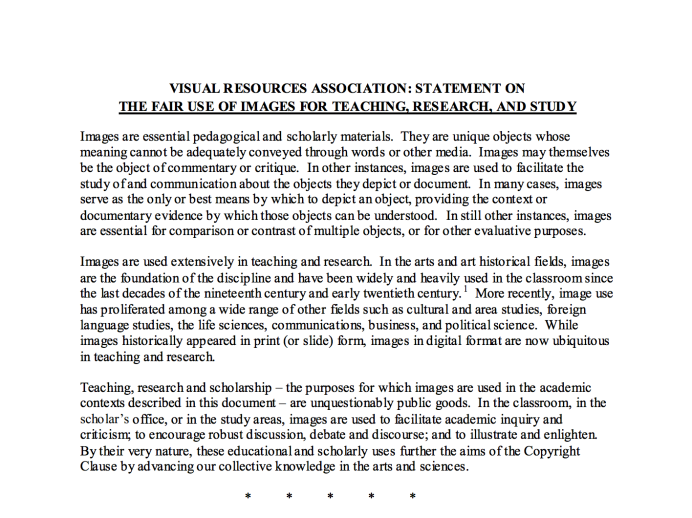 VISUAL RESOURCES ASSOCIATION: STATEMENT ON
THE FAIR USE OF IMAGES FOR TEACHING, RESEARCH, AND STUDY
Images are essential pedagogical and scholarly materials. They are unique objects whose
meaning cannot be adequately conveyed through words or other media. Images may themselves
be the object of commentary or critique. In other instances, images are used to facilitate the
study of and communication about the objects they depict or document. In many cases, images
serve as the only or best means by which to depict an object, providing the context or
documentary evidence by which those objects can be understood. In still other instances, images
are essential for comparison or contrast of multiple objects, or for other evaluative purposes.
Images are used extensively in teaching and research. In the arts and art historical fields, images
are the foundation of the discipline and have been widely and heavily used in the classroom since
the last decades of the nineteenth century and early twentieth century.1 More recently, image use
has proliferated among a wide range of other fields such as cultural and area studies, foreign
language studies, the life sciences, communications, business, and political science. While
images historically appeared in print (or slide) form, images in digital format are now ubiquitous
in teaching and research.
Teaching, research and scholarship – the purposes for which images are used in the academic
contexts described in this document – are unquestionably public goods. In the classroom, in the
scholar's office, or in the study areas, images are used to facilitate academic inquiry and
criticism; to encourage robust discussion, debate and discourse; and to illustrate and enlighten.
By their very nature, these educational and scholarly uses further the aims of the Copyright
Clause by advancing our collective knowledge in the arts and sciences.
* * * * *